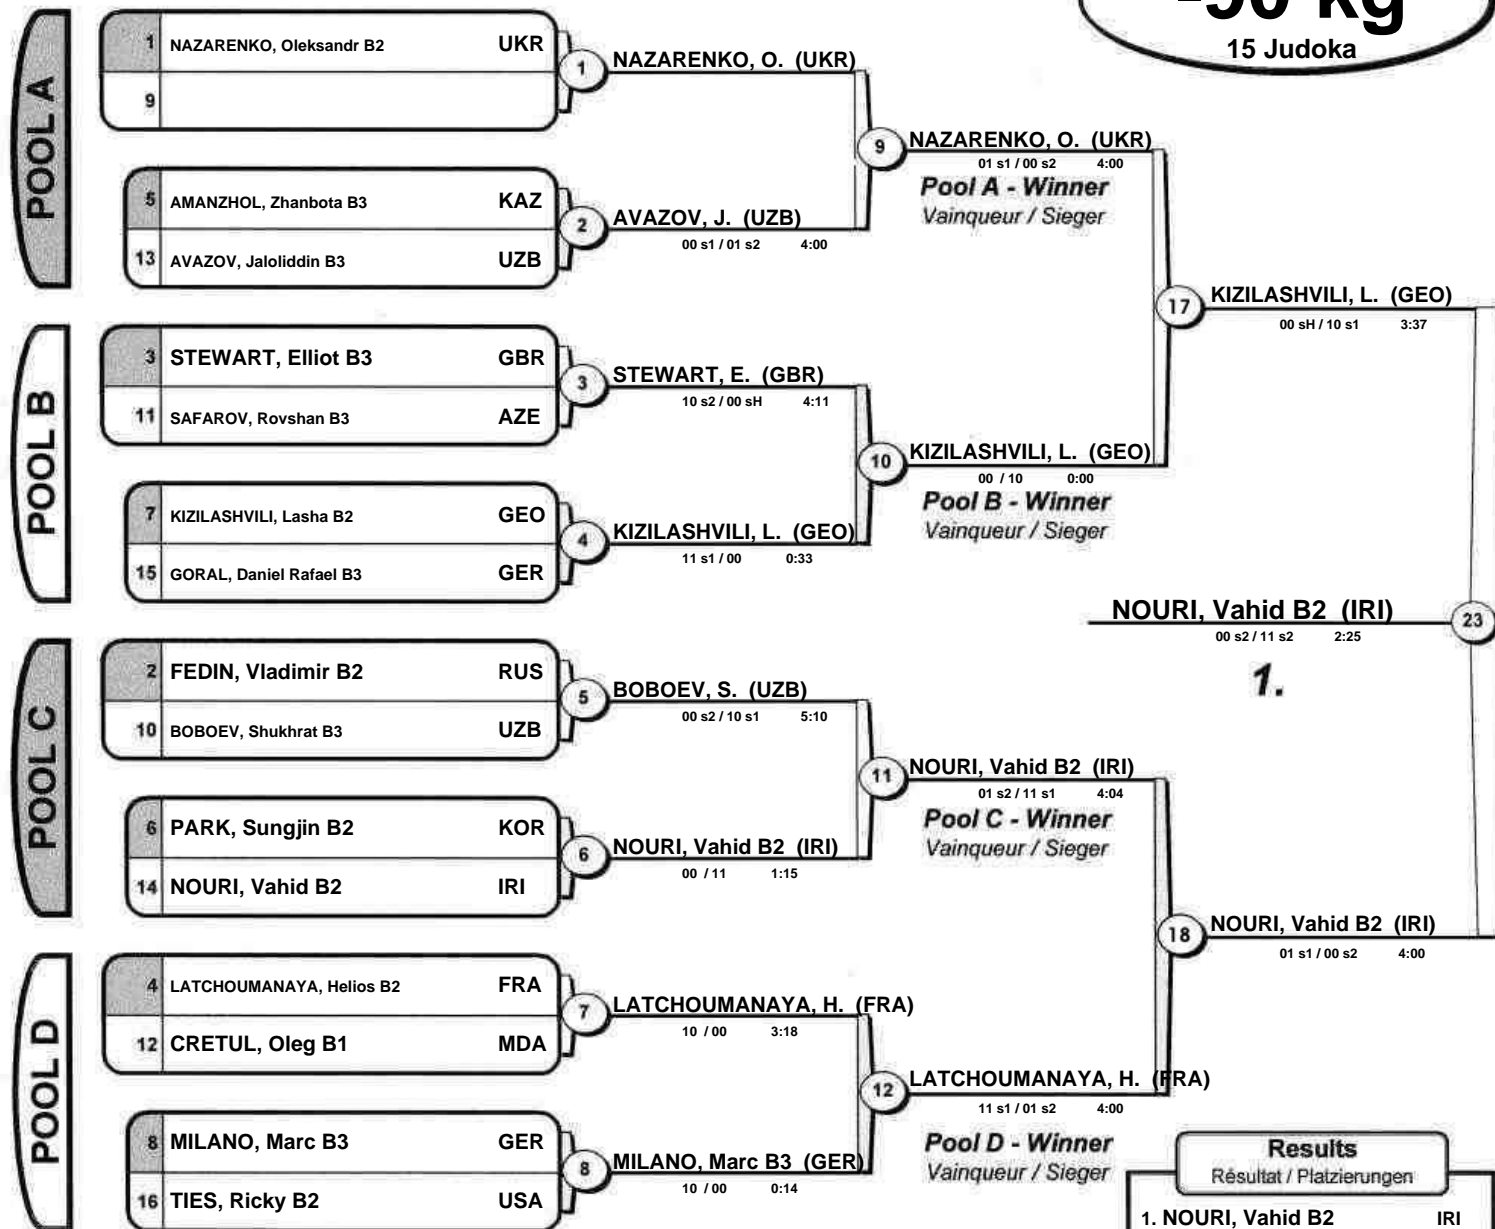 -90 kg
15 Judoka
POOL A
1 NAZARENKO, Oleksandr B2 UKR
9
1
NAZARENKO, O. (UKR)
5 AMANZHOL, Zhanbota B3 KAZ
13 AVAZOV, Jaloliddin B3 UZB
2
AVAZOV, J. (UZB)
00 s1 / 01 s2 4:00
9
NAZARENKO, O. (UKR)
01 s1 / 00 s2 4:00
Pool A - Winner
Vainqueur / Sieger
POOL B
3 STEWART, Elliot B3 GBR
11 SAFAROV, Rovshan B3 AZE
3
STEWART, E. (GBR)
10 s2 / 00 sH 4:11
7 KIZILASHVILI, Lasha B2 GEO
15 GORAL, Daniel Rafael B3 GER
4
KIZILASHVILI, L. (GEO)
11 s1 / 00 0:33
10
KIZILASHVILI, L. (GEO)
00 / 10 0:00
Pool B - Winner
Vainqueur / Sieger
17
KIZILASHVILI, L. (GEO)
00 sH / 10 s1 3:37
NOURI, Vahid B2 (IRI)
00 s2 / 11 s2 2:25
23
1.
POOL C
2 FEDIN, Vladimir B2 RUS
10 BOBOEV, Shukhrat B3 UZB
5
BOBOEV, S. (UZB)
00 s2 / 10 s1 5:10
6 PARK, Sungjin B2 KOR
14 NOURI, Vahid B2 IRI
6
NOURI, Vahid B2 (IRI)
00 / 11 1:15
11
NOURI, Vahid B2 (IRI)
01 s2 / 11 s1 4:04
Pool C - Winner
Vainqueur / Sieger
POOL D
4 LATCHOUMANAYA, Helios B2 FRA
12 CRETUL, Oleg B1 MDA
7
LATCHOUMANAYA, H. (FRA)
10 / 00 3:18
8 MILANO, Marc B3 GER
16 TIES, Ricky B2 USA
8
MILANO, Marc B3 (GER)
10 / 00 0:14
12
LATCHOUMANAYA, H. (FRA)
11 s1 / 01 s2 4:00
Pool D - Winner
Vainqueur / Sieger
18
NOURI, Vahid B2 (IRI)
01 s1 / 00 s2 4:00
Results
Résultat / Platzierungen
1. NOURI, Vahid B2 IRI